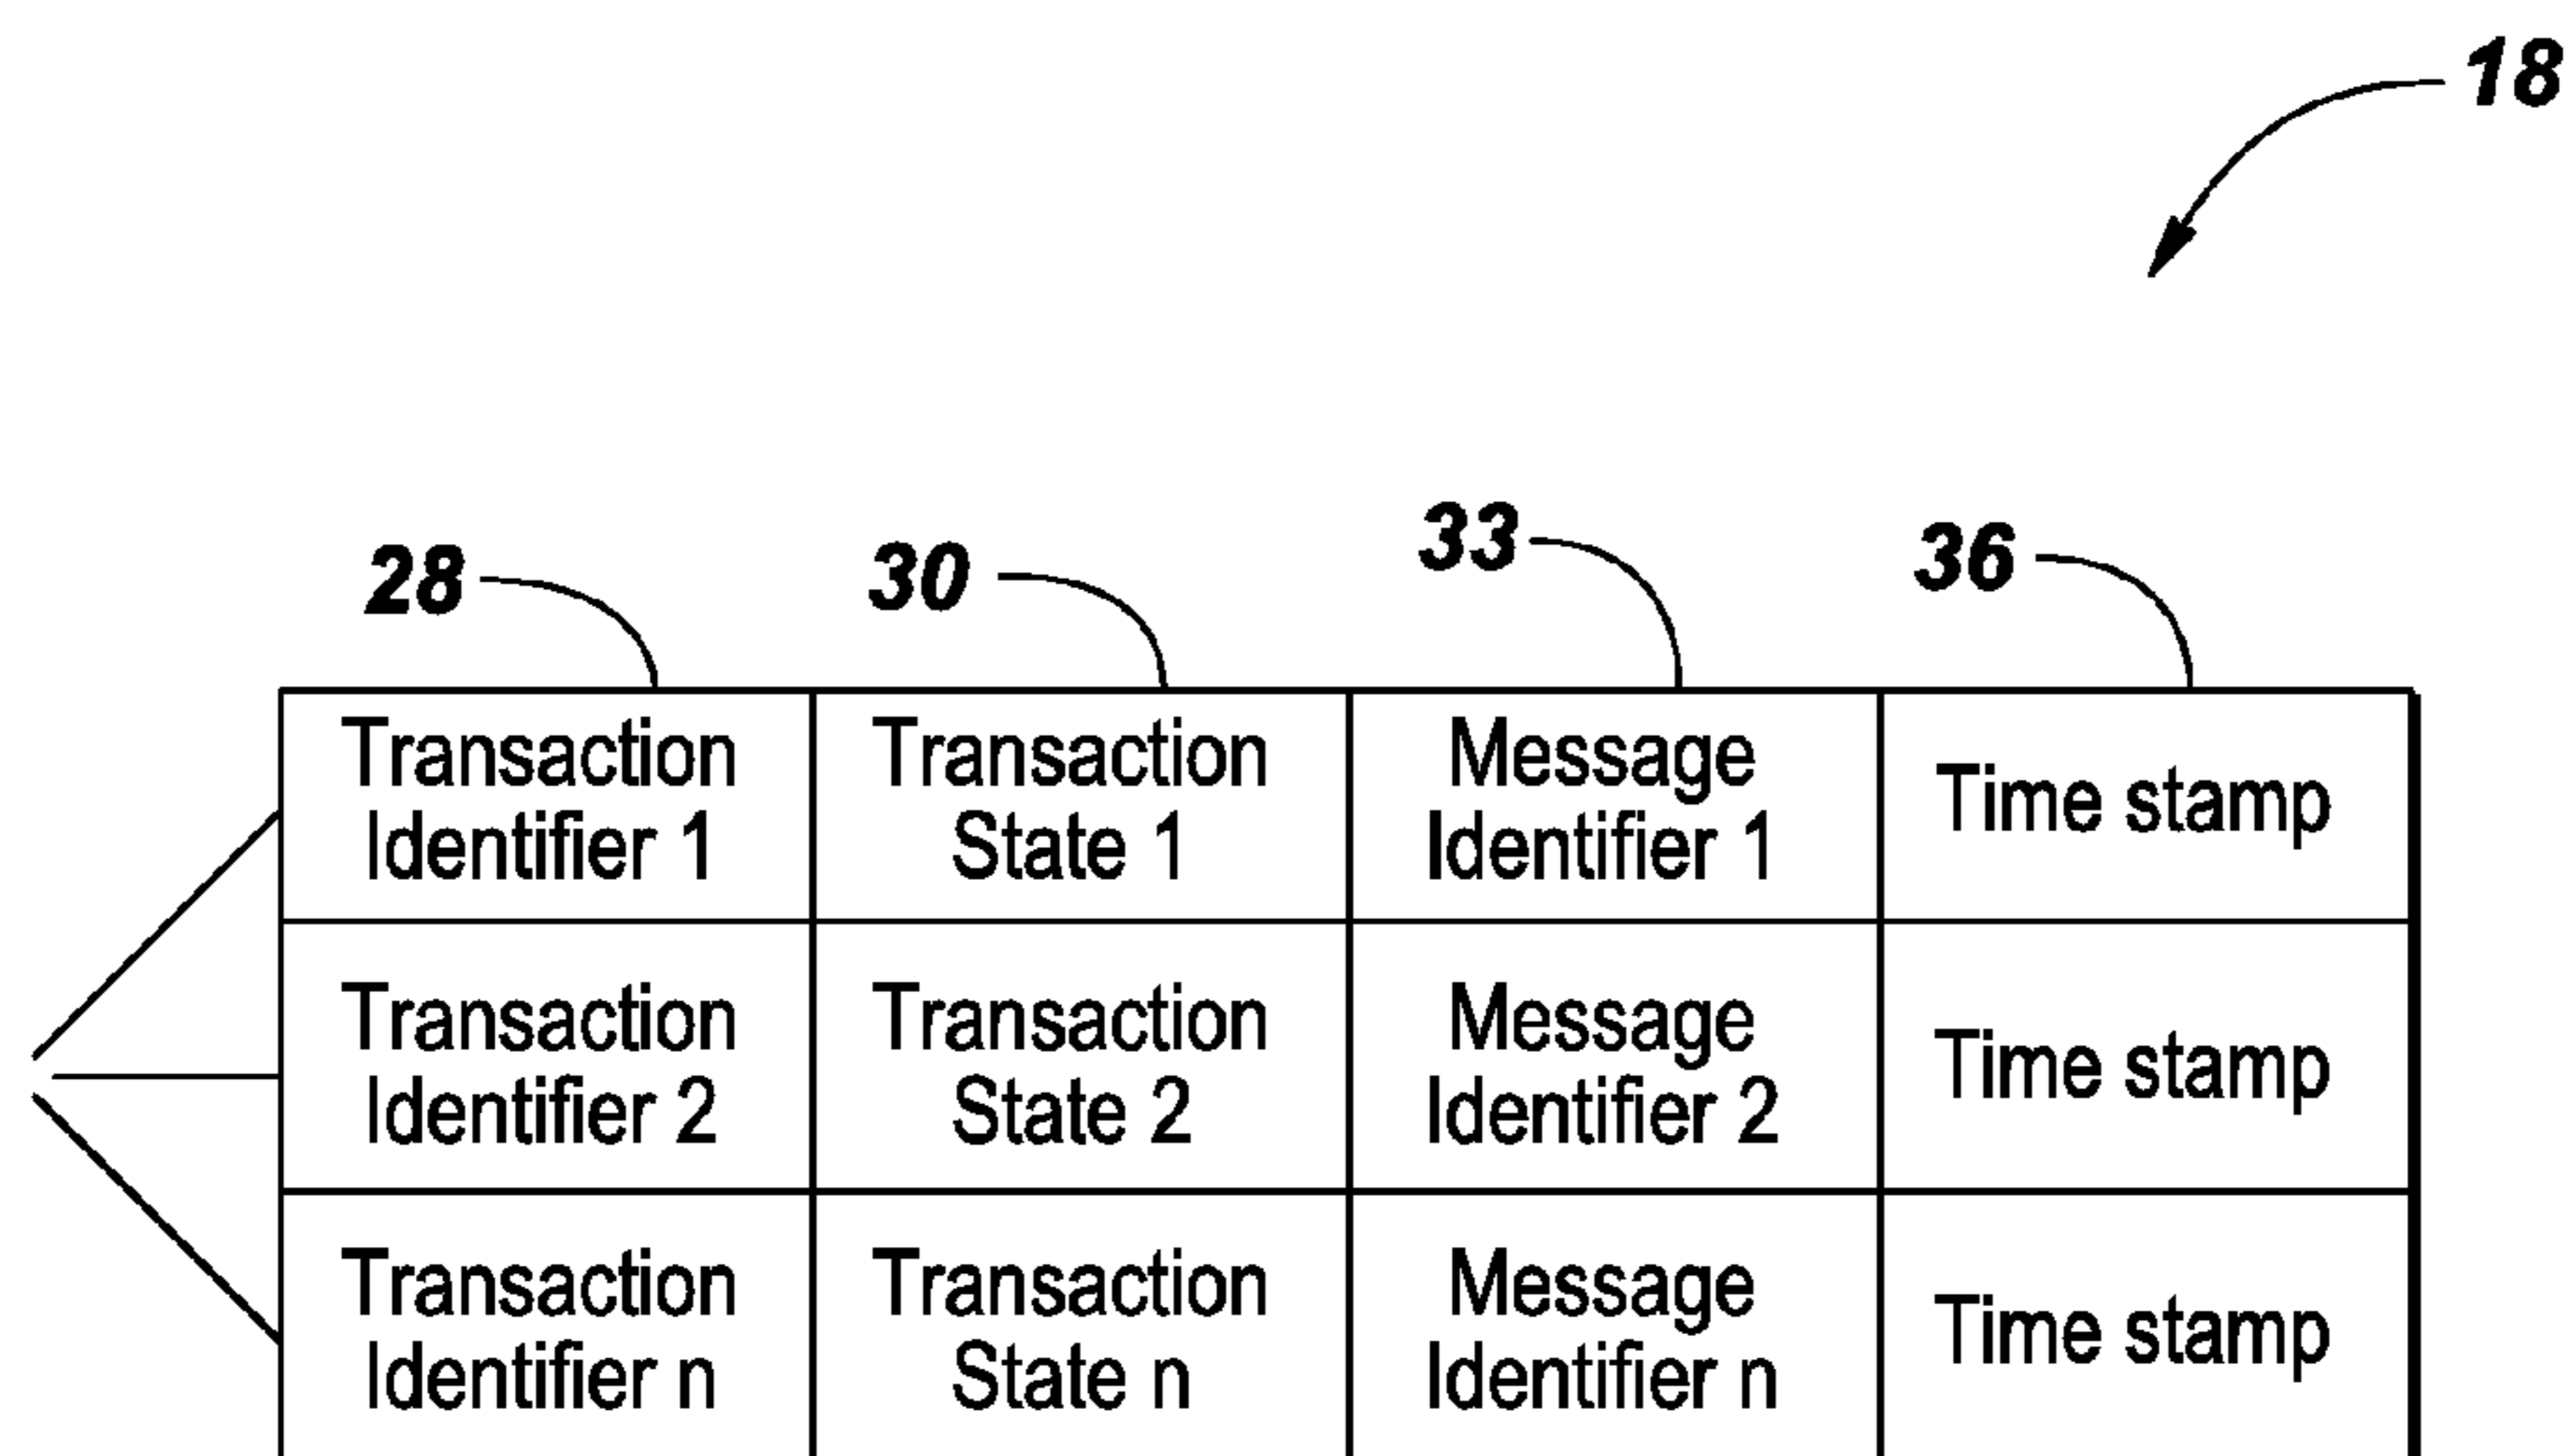 18
28
30
33
36
Transaction
Identifier 1
Transaction
State 1
Message
Identifier 1
Time stamp
Transaction
Identifier 2
Transaction
State 2
Message
Identifier 2
Time stamp
Transaction
Identifier n
Transaction
State n
Message
Identifier n
Time stamp